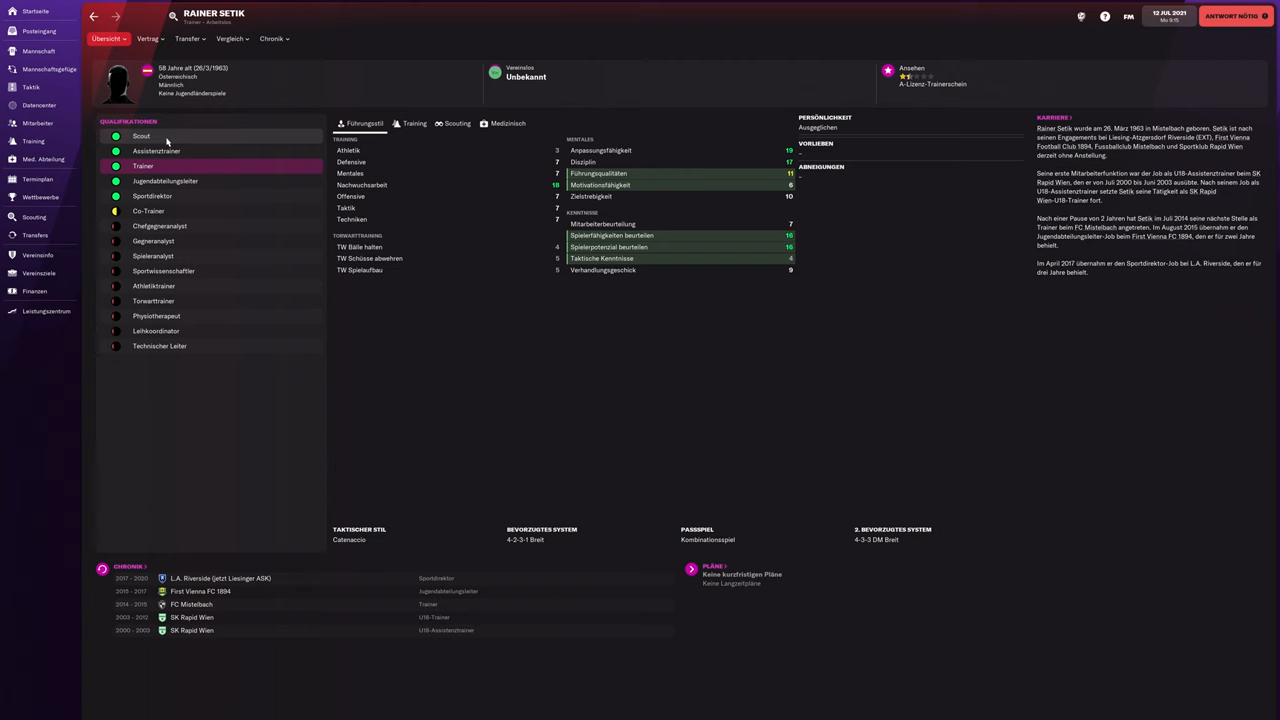 Startseite
Posteingang
Mannschaft
Mannschaftsgefüge
Taktik
Datencenter
Mitarbeiter
Training
Med. Abteilung
Terminplan
Wettbewerbe
Scouting
Transfers
Vereinsinfo
Vereinsziele
Finanzen
Leistungszentrum
RAINER SETIK
Trainer - Arbeitslos
FM
12 JUL 2021
Mo 9:15
ANTWORT NÖTIG
Übersicht
Vertrag
Transfer
Vergleich
Chronik
58 Jahre alt (26/3/1963)
Österreichisch
Männlich
Keine Jugendländerspiele
Vereinslos
Unbekannt
Ansehen
A-Lizenz-Trainerschein
QUALIFIKATIONEN
Scout
Assistenztrainer
Trainer
Jugendabteilungsleiter
Sportdirektor
Co-Trainer
Chefgegneranalyst
Gegneranalyst
Spieleranalyst
Sportwissenschaftler
Athletiktrainer
Torwarttrainer
Physiotherapeut
Leihkoordinator
Technischer Leiter
Führungsstil
Training
Scouting
Medizinisch
TRAINING
Athletik 3
Defensive 7
Mentales 7
Nachwuchsarbeit 18
Offensive 7
Taktik 7
Techniken 7
TORWARTTRAINING
TW Bälle halten 4
TW Schüsse abwehren 5
TW Spielaufbau 5
MENTALES
Anpassungsfähigkeit 19
Disziplin 17
Führungsqualitäten 11
Motivationsfähigkeit 6
Zielstrebigkeit 10
KENNTNISSE
Mitarbeiterbeurteilung 7
Spielerfähigkeiten beurteilen 16
Spielerpotenzial beurteilen 16
Taktische Kenntnisse 4
Verhandlungsgeschick 9
PERSÖNLICHKEIT
Ausgeglichen
VORLIEBEN
-
ABNEIGUNGEN
-
KARRIERE
Rainer Setik wurde am 26. März 1963 in Mistelbach geboren. Setik ist nach
seinen Engagements bei Liesing-Atzgersdorf Riverside (EXT), First Vienna
Football Club 1894, Fussballclub Mistelbach und Sportklub Rapid Wien
derzeit ohne Anstellung.
Seine erste Mitarbeiterfunktion war der Job als U18-Assistenztrainer beim SK
Rapid Wien, den er von Juli 2000 bis Juni 2003 ausübte. Nach seinem Job als
U18-Assistenztrainer setzte Setik seine Tätigkeit als SK Rapid
Wien-U18-Trainer fort.
Nach einer Pause von 2 Jahren hat Setik im Juli 2014 seine nächste Stelle als
Trainer beim FC Mistelbach angetreten. Im August 2015 übernahm er den
Jugendabteilungsleiter-Job beim First Vienna FC 1894, den er für zwei Jahre
behielt.
Im April 2017 übernahm er den Sportdirektor-Job bei L.A. Riverside, den er für
drei Jahre behielt.
TAKTISCHER STIL
Catenaccio
BEVORZUGTES SYSTEM
4-2-3-1 Breit
PASSSPIEL
Kombinationsspiel
2. BEVORZUGTES SYSTEM
4-3-3 DM Breit
CHRONIK
2017 - 2020 L.A. Riverside (jetzt Liesinger ASK) Sportdirektor
2015 - 2017 First Vienna FC 1894 Jugendabteilungsleiter
2014 - 2015 FC Mistelbach Trainer
2003 - 2012 SK Rapid Wien U18-Trainer
2000 - 2003 SK Rapid Wien U18-Assistenztrainer
PLÄNE
Keine kurzfristigen Pläne
Keine Langzeitpläne